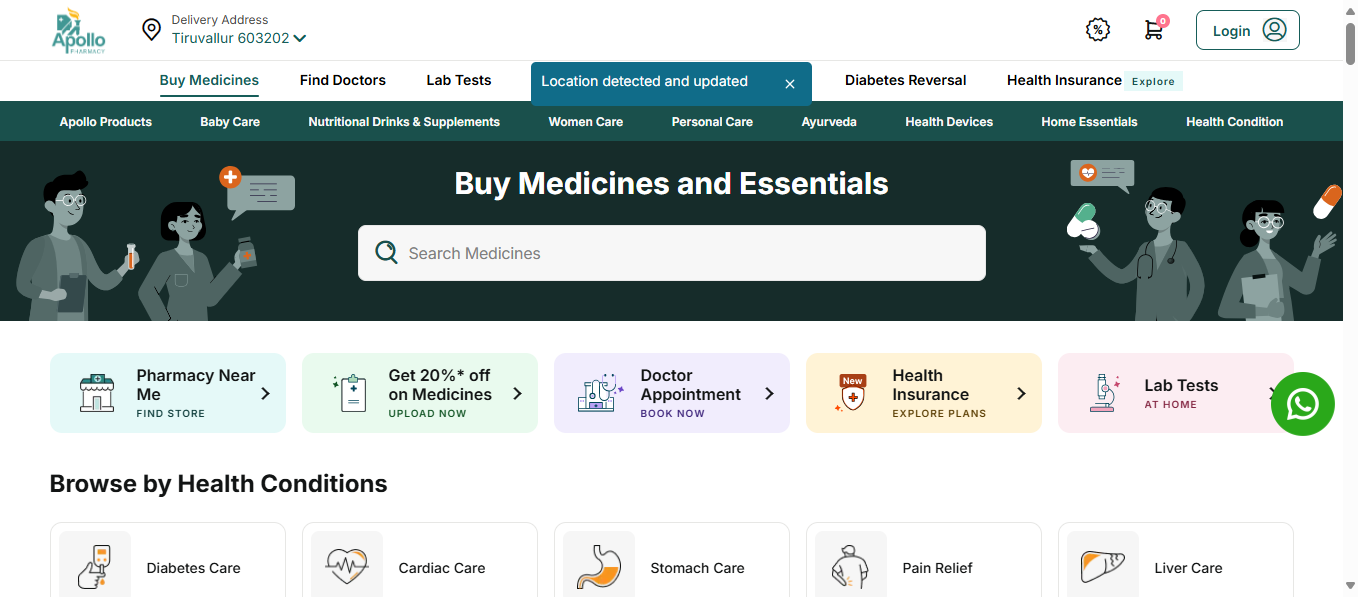 Apollo
PHARMACY
Delivery Address
Tiruvallur 603202
%
0
Login
Buy Medicines
Find Doctors
Lab Tests
Location detected and updated
Diabetes Reversal
Health Insurance
Explore
Apollo Products
Baby Care
Nutritional Drinks & Supplements
Women Care
Personal Care
Ayurveda
Health Devices
Home Essentials
Health Condition
Buy Medicines and Essentials
Search Medicines
Pharmacy Near
Me
FIND STORE
Get 20%* off
on Medicines
UPLOAD NOW
Doctor
Appointment
BOOK NOW
New
Health
Insurance
EXPLORE PLANS
Lab Tests
AT HOME
Browse by Health Conditions
Diabetes Care
Cardiac Care
Stomach Care
Pain Relief
Liver Care